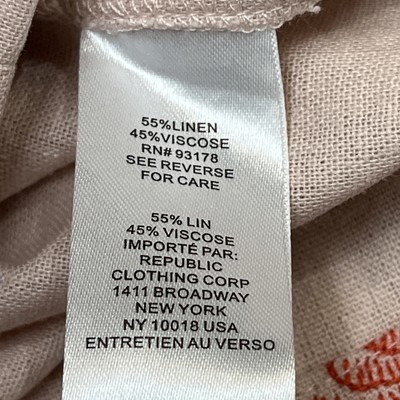 55%LINEN
45%VISCOSE
RN# 93178
SEE REVERSE
FOR CARE
55% LIN
45% VISCOSE
IMPORTÉ PAR:
REPUBLIC
CLOTHING CORP
1411 BROADWAY
NEW YORK
NY 10018 USA
ENTRETIEN AU VERSO